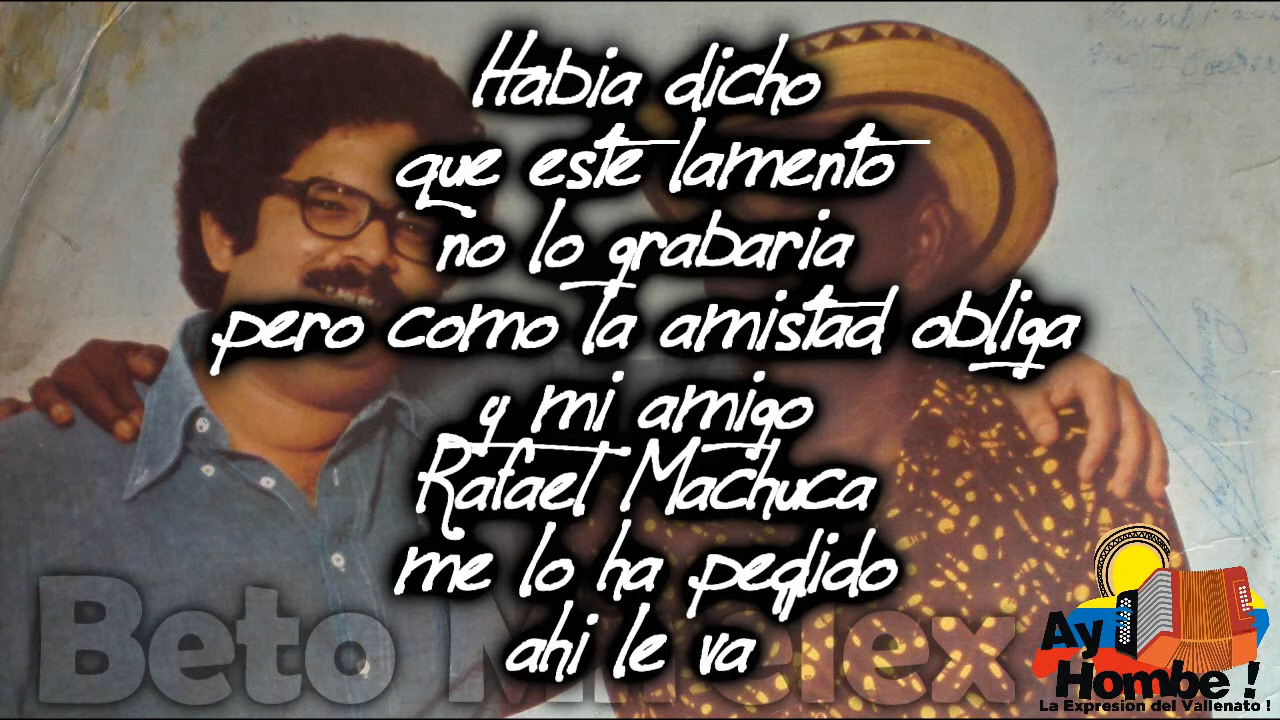 Habia dicho
que este lamento
no lo grabaria
pero como la amistad obliga
y mi amigo
Rafael Machuca
me lo ha pedido
ahi le va
Beto
Ay
Hombe !
La Expresion del Vallenato !